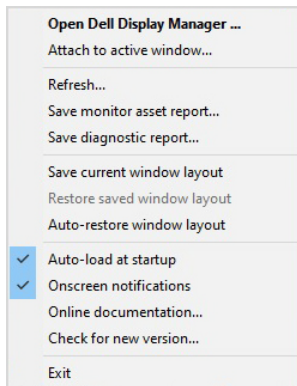 Open Dell Display Manager ...
Attach to active window...
Refresh...
Save monitor asset report...
Save diagnostic report...
Save current window layout
Restore saved window layout
Auto-restore window layout
Auto-load at startup
Onscreen notifications
Online documentation...
Check for new version...
Exit